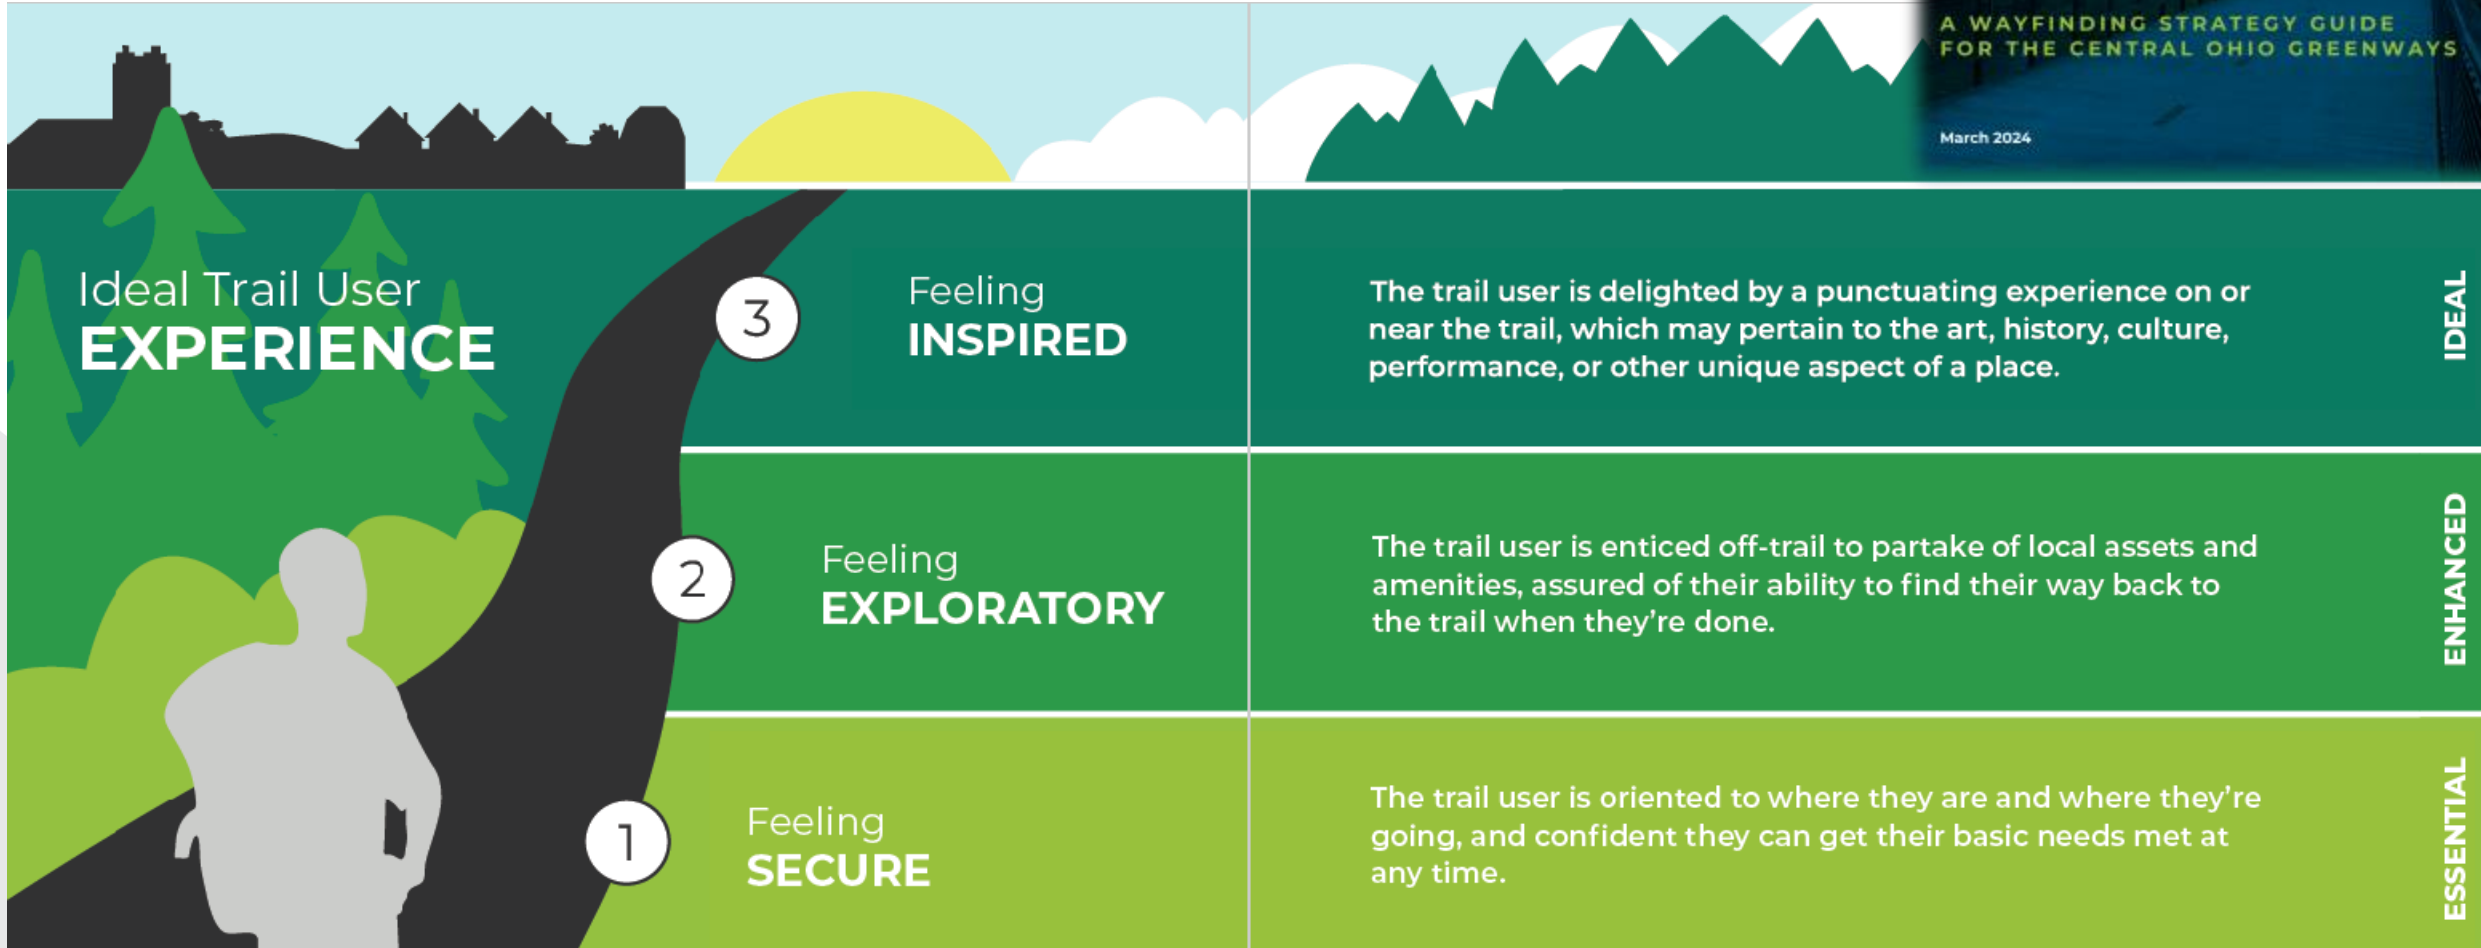 A WAYFINDING STRATEGY GUIDE
FOR THE CENTRAL OHIO GREENWAYS
March 2024
Ideal Trail User
EXPERIENCE
3
Feeling
INSPIRED
The trail user is delighted by a punctuating experience on or
near the trail, which may pertain to the art, history, culture,
performance, or other unique aspect of a place.
IDEAL
2
Feeling
EXPLORATORY
The trail user is enticed off-trail to partake of local assets and
amenities, assured of their ability to find their way back to
the trail when they’re done.
ENHANCED
1
Feeling
SECURE
The trail user is oriented to where they are and where they’re
going, and confident they can get their basic needs met at
any time.
ESSENTIAL